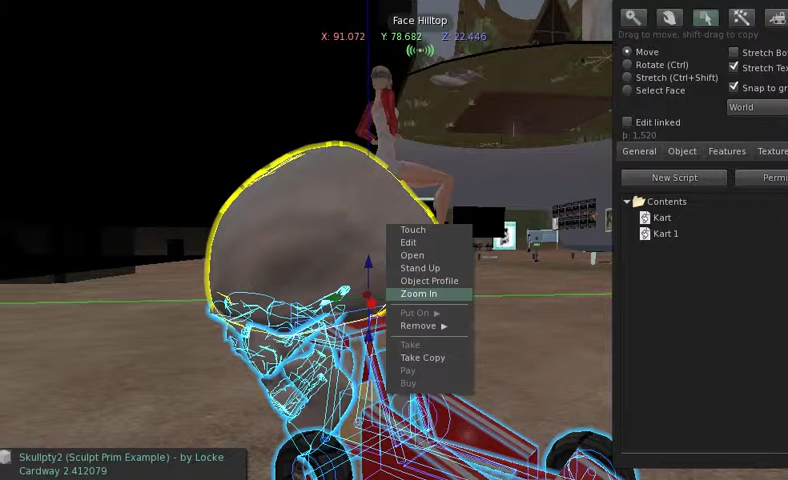 Face Hilltop
X: 91.072 Y: 78.682 Z: 22.446
Drag to move, shift-drag to copy
Move
Rotate (Ctrl)
Stretch (Ctrl+Shift)
Select Face
Stretch Bo
Stretch Tex
Snap to gr
World
Edit linked
þ: 1,520
General Object Features Texture
New Script Permi
Contents
Kart
Kart 1
Touch
Edit
Open
Stand Up
Object Profile
Zoom In
Put On
Remove
Take
Take Copy
Pay
Buy
Skullpty2 (Sculpt Prim Example) - by Locke
Cardway 2.412079